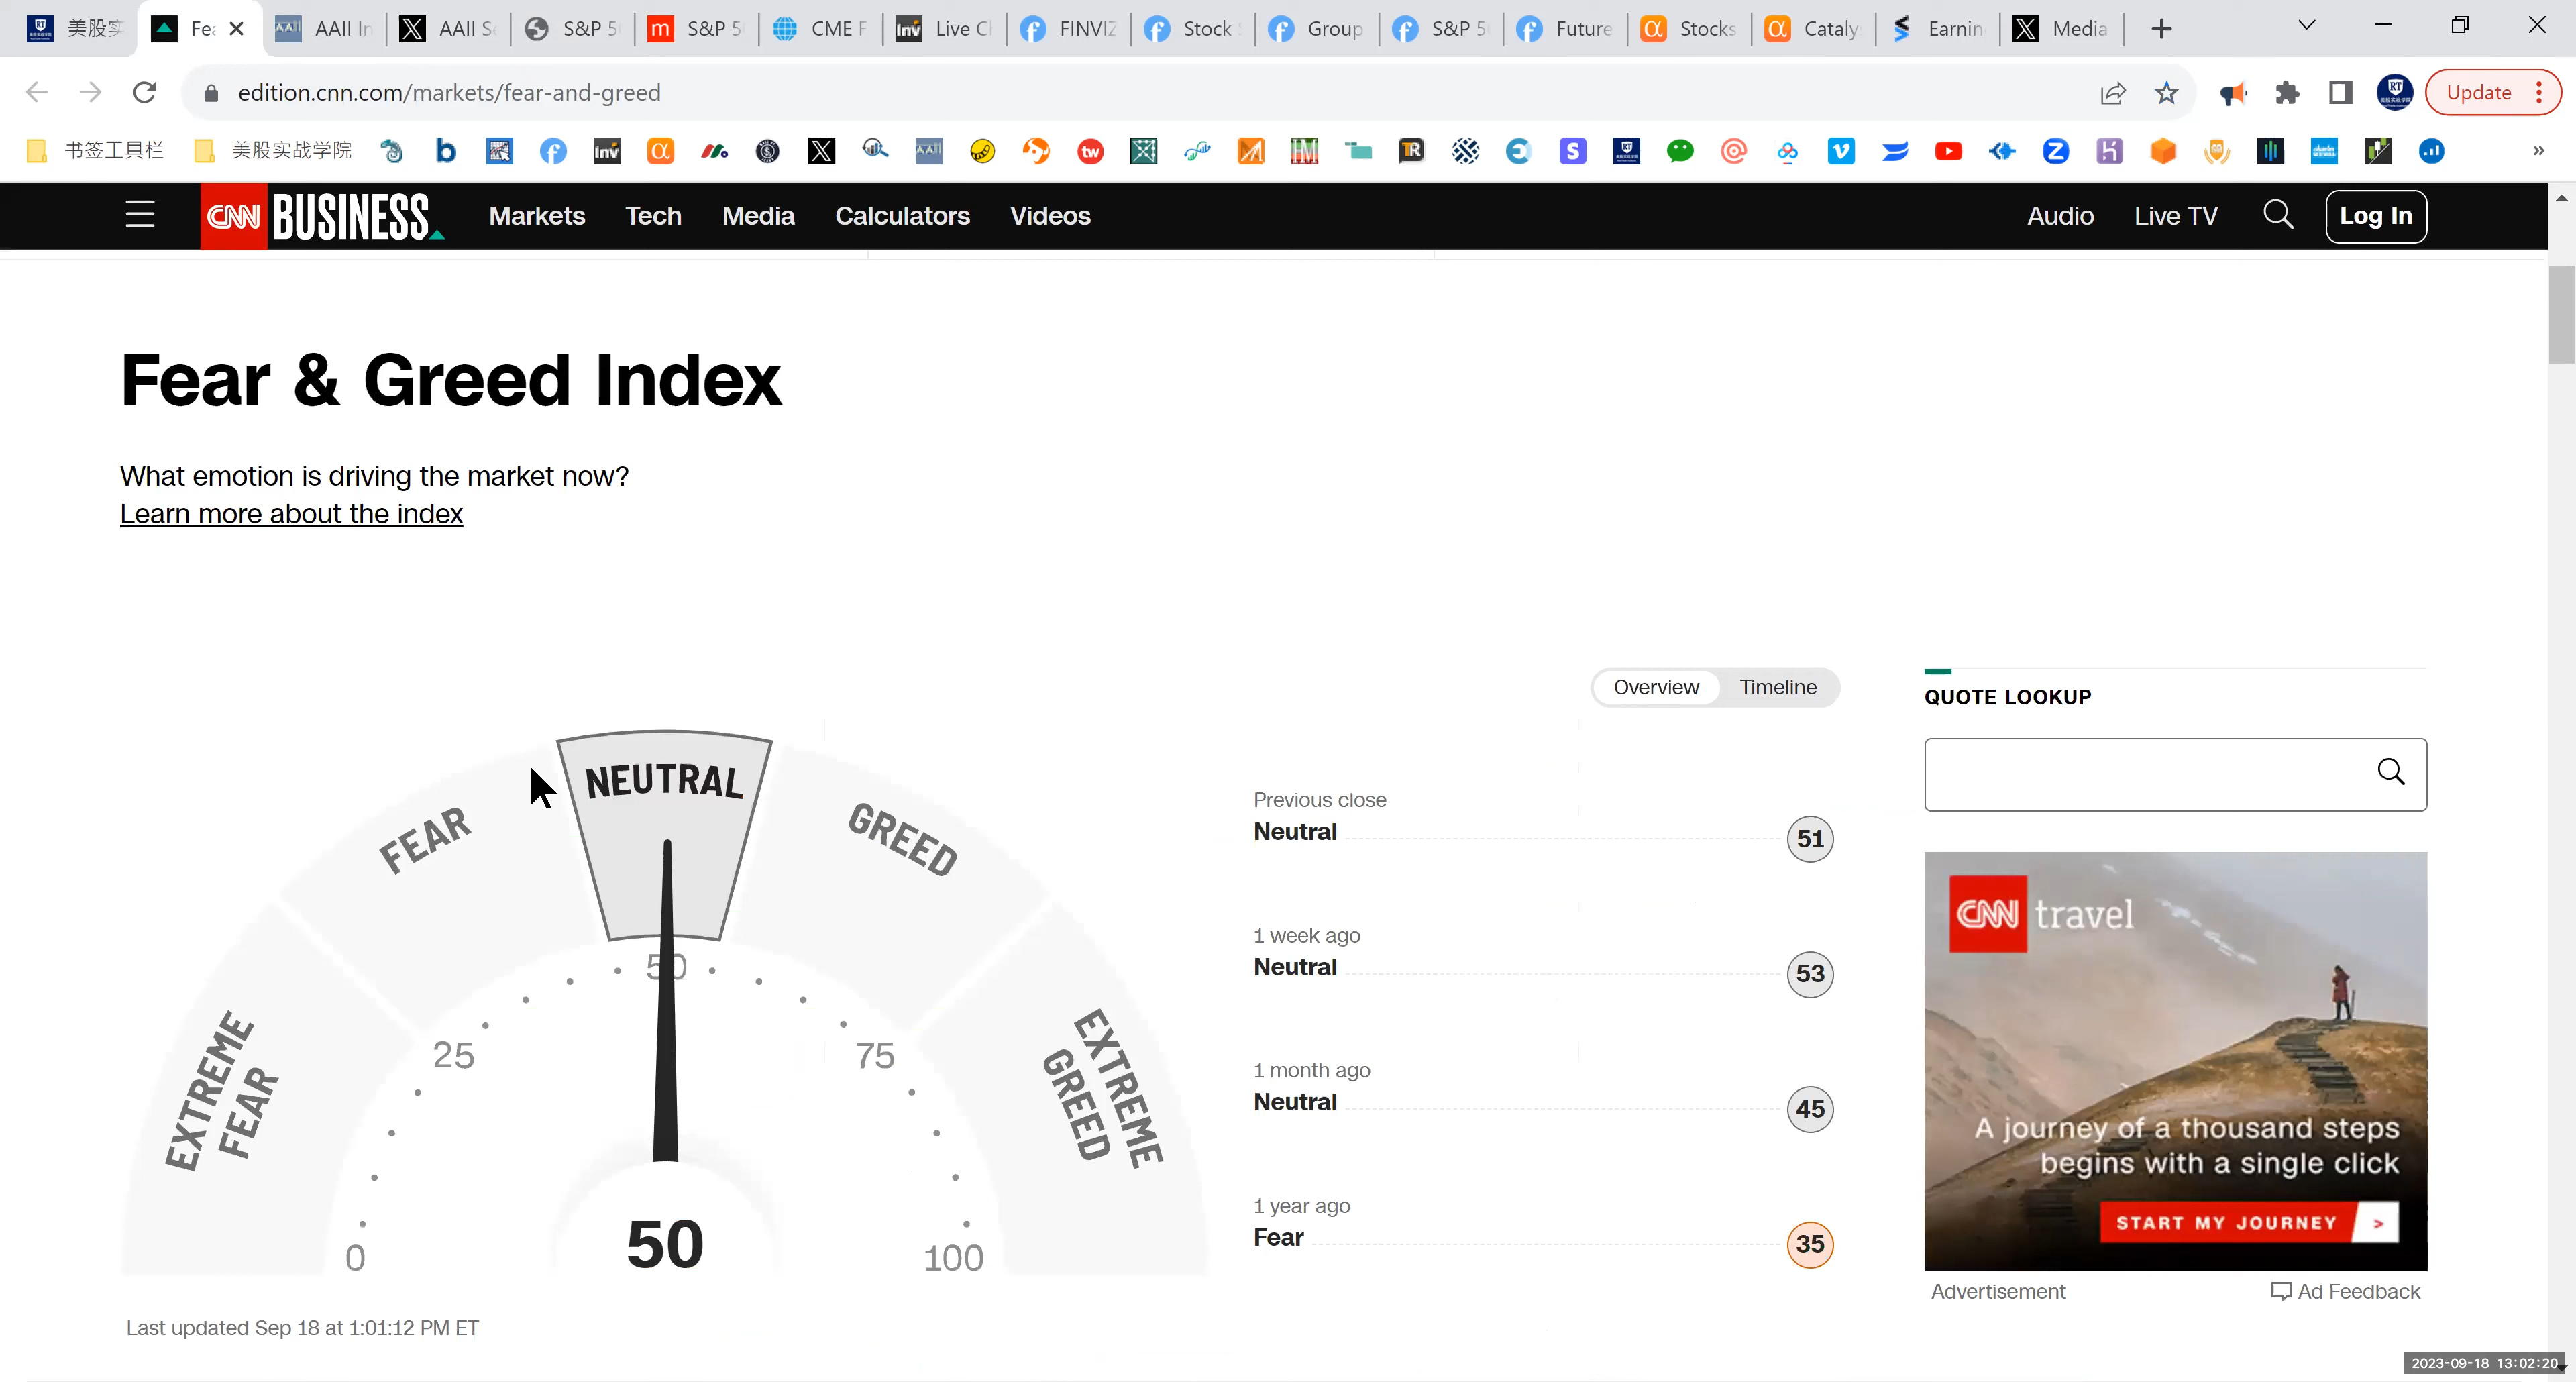 美股实
Fea
AAII In
AAII Se
S&P 50
S&P 5
CME F
Live Cl
FINVIZ
Stock
Group
S&P 50
Future
Stocks
Cataly
Earnin
Media
edition.cnn.com/markets/fear-and-greed
Update
书签工具栏
美股实战学院
CNN BUSINESS
Markets
Tech
Media
Calculators
Videos
Audio
Live TV
Log In
Fear & Greed Index
What emotion is driving the market now?
Learn more about the index
Overview
Timeline
QUOTE LOOKUP
EXTREME
FEAR
FEAR
NEUTRAL
GREED
EXTREME
GREED
0
25
50
75
100
50
Last updated Sep 18 at 1:01:12 PM ET
Previous close
Neutral 51
1 week ago
Neutral 53
1 month ago
Neutral 45
1 year ago
Fear 35
CNN travel
A journey of a thousand steps
begins with a single click
START MY JOURNEY >
Advertisement
Ad Feedback
2023-09-18 13:02:20